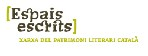 [Espais
escrits]
XARXA DEL PATRIMONI LITERARI CATALÀ